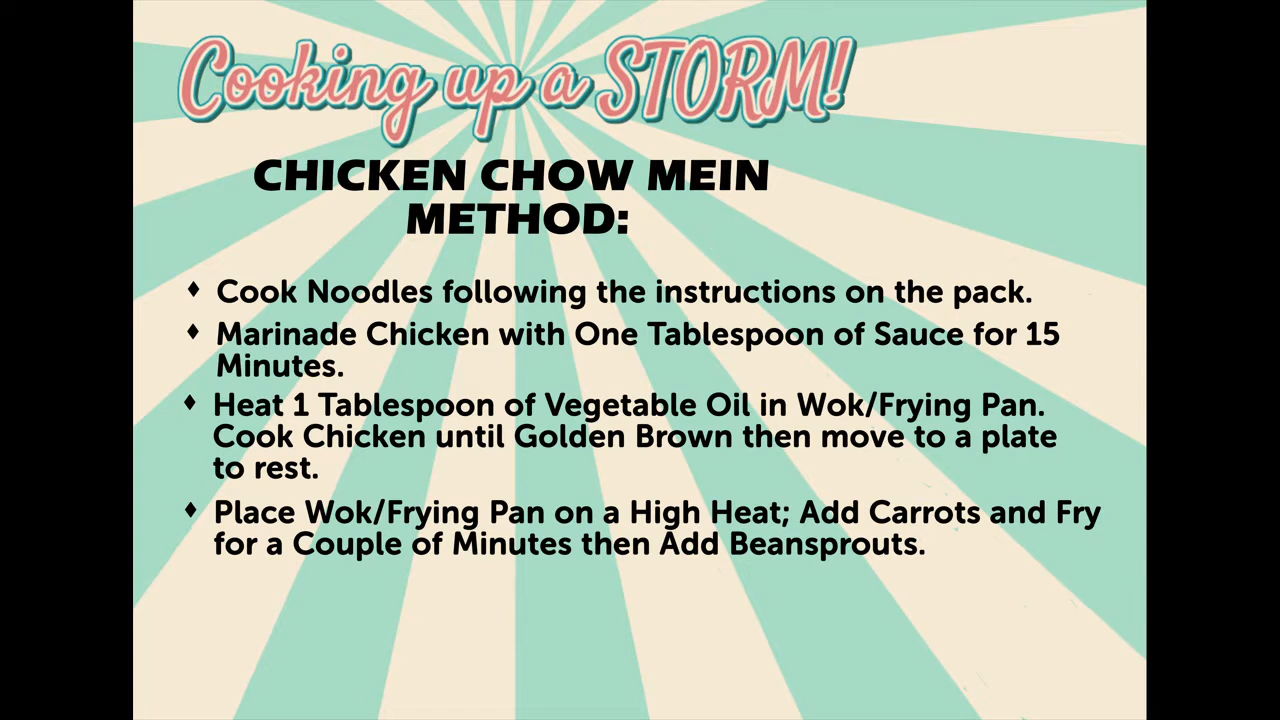 Cooking up a STORM!
CHICKEN CHOW MEIN
METHOD:
♦ Cook Noodles following the instructions on the pack.
♦ Marinade Chicken with One Tablespoon of Sauce for 15
Minutes.
♦ Heat 1 Tablespoon of Vegetable Oil in Wok/Frying Pan.
Cook Chicken until Golden Brown then move to a plate
to rest.
♦ Place Wok/Frying Pan on a High Heat; Add Carrots and Fry
for a Couple of Minutes then Add Beansprouts.